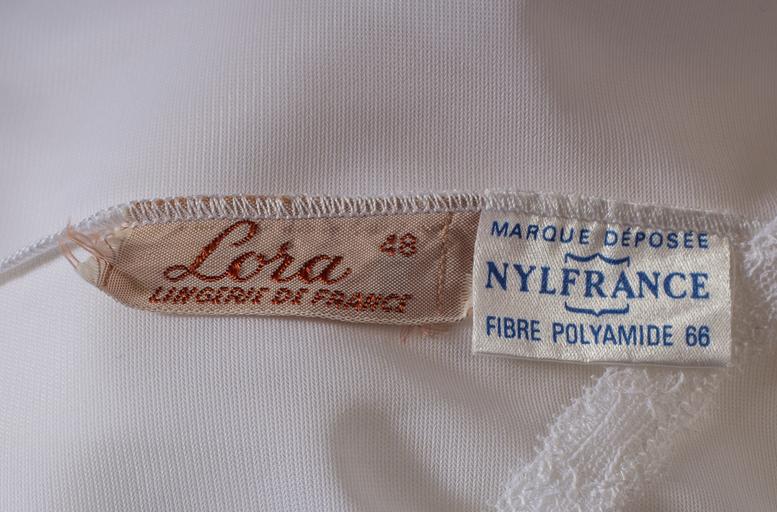 Lora 48
LINGERIE DE FRANCE
MARQUE DÉPOSÉE
NYLFRANCE
FIBRE POLYAMIDE 66